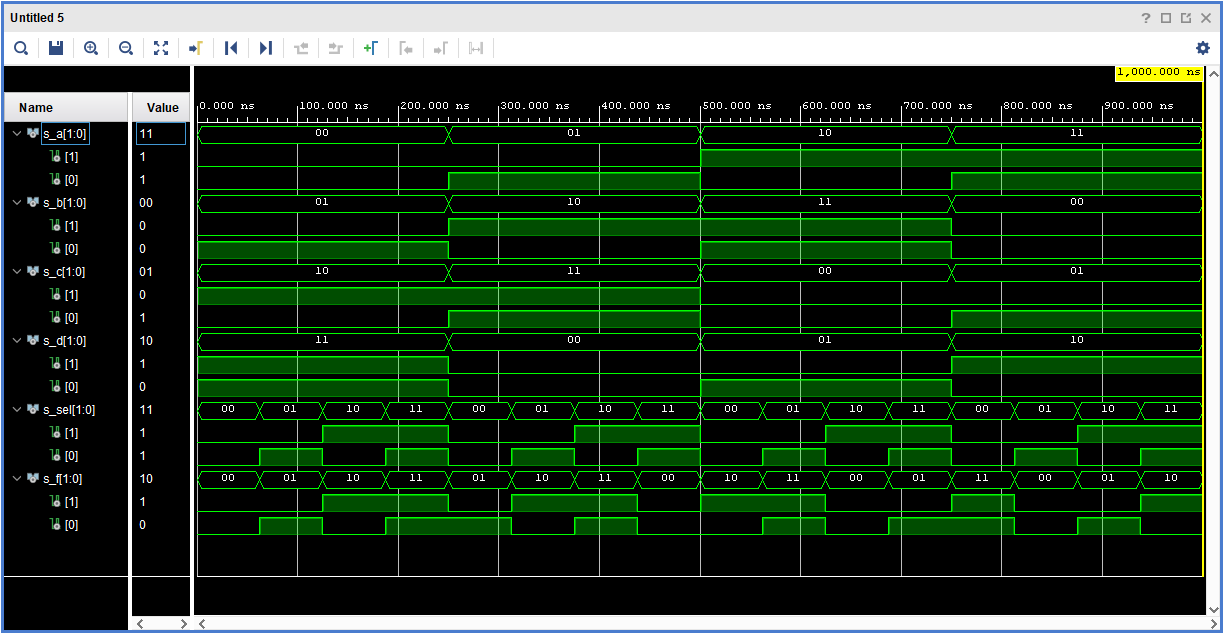 Untitled 5
1,000.000 ns
Name Value
0.000 ns 100.000 ns 200.000 ns 300.000 ns 400.000 ns 500.000 ns 600.000 ns 700.000 ns 800.000 ns 900.000 ns
s_a[1:0] 11 00 01 10 11
[1] 1
[0] 1
s_b[1:0] 00 01 10 11 00
[1] 0
[0] 0
s_c[1:0] 01 10 11 00 01
[1] 0
[0] 1
s_d[1:0] 10 11 00 01 10
[1] 1
[0] 0
s_sel[1:0] 11 00 01 10 11 00 01 10 11 00 01 10 11 00 01 10 11
[1] 1
[0] 1
s_f[1:0] 10 00 01 10 11 01 10 11 00 10 11 00 01 11 00 01 10
[1] 1
[0] 0